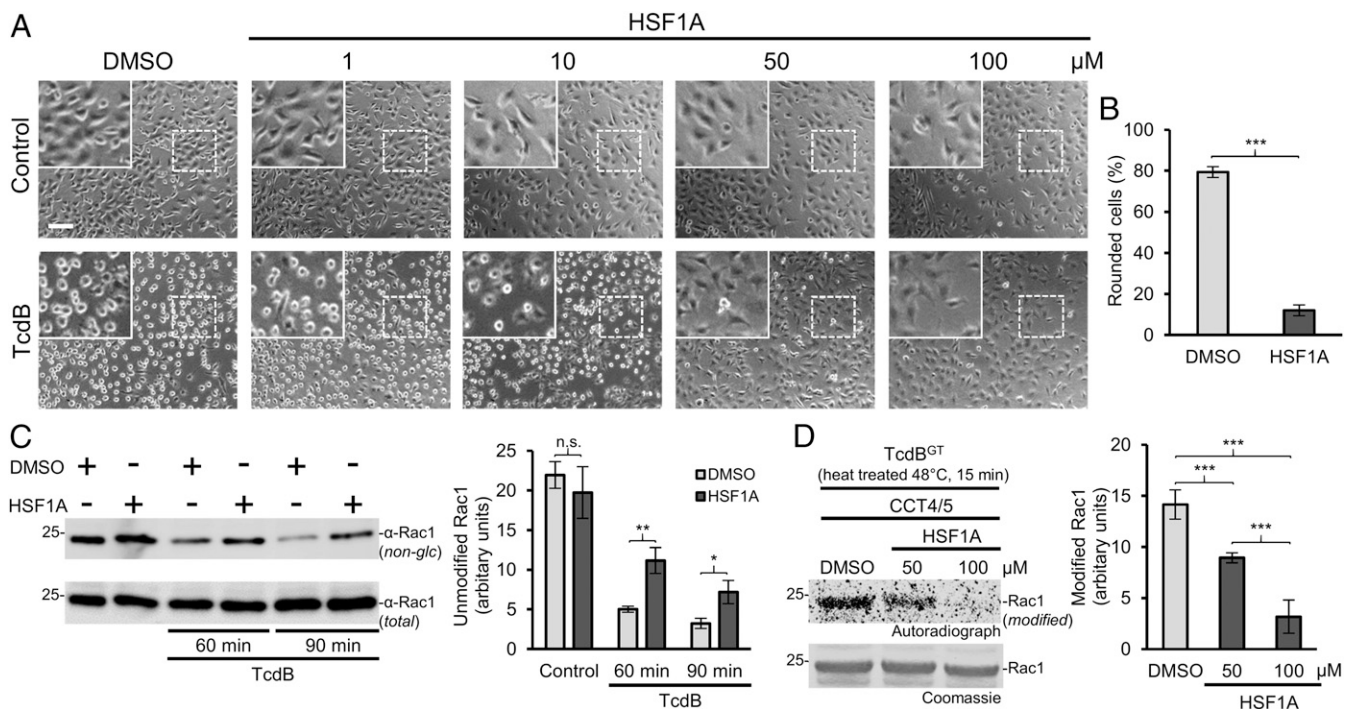 A
HSF1A
DMSO 1 10 50 100 µM
Control
TcdB
B
Rounded cells (%)
100
80
60
40
20
0
DMSO HSF1A
***
C
DMSO + - + - + -
HSF1A - + - + - +
25- -α-Rac1
(non-glc)
25- -α-Rac1
(total)
60 min 90 min
TcdB
Unmodified Rac1
(arbitary units)
25
20
15
10
5
0
n.s.
**
*
DMSO
HSF1A
Control 60 min 90 min
TcdB
D
TcdBGT
(heat treated 48°C, 15 min)
CCT4/5
HSF1A
DMSO 50 100 µM
25- -Rac1
(modified)
Autoradiograph
25- -Rac1
Coomassie
Modified Rac1
(arbitary units)
20
15
10
5
0
***
***
***
DMSO 50 100 µM
HSF1A